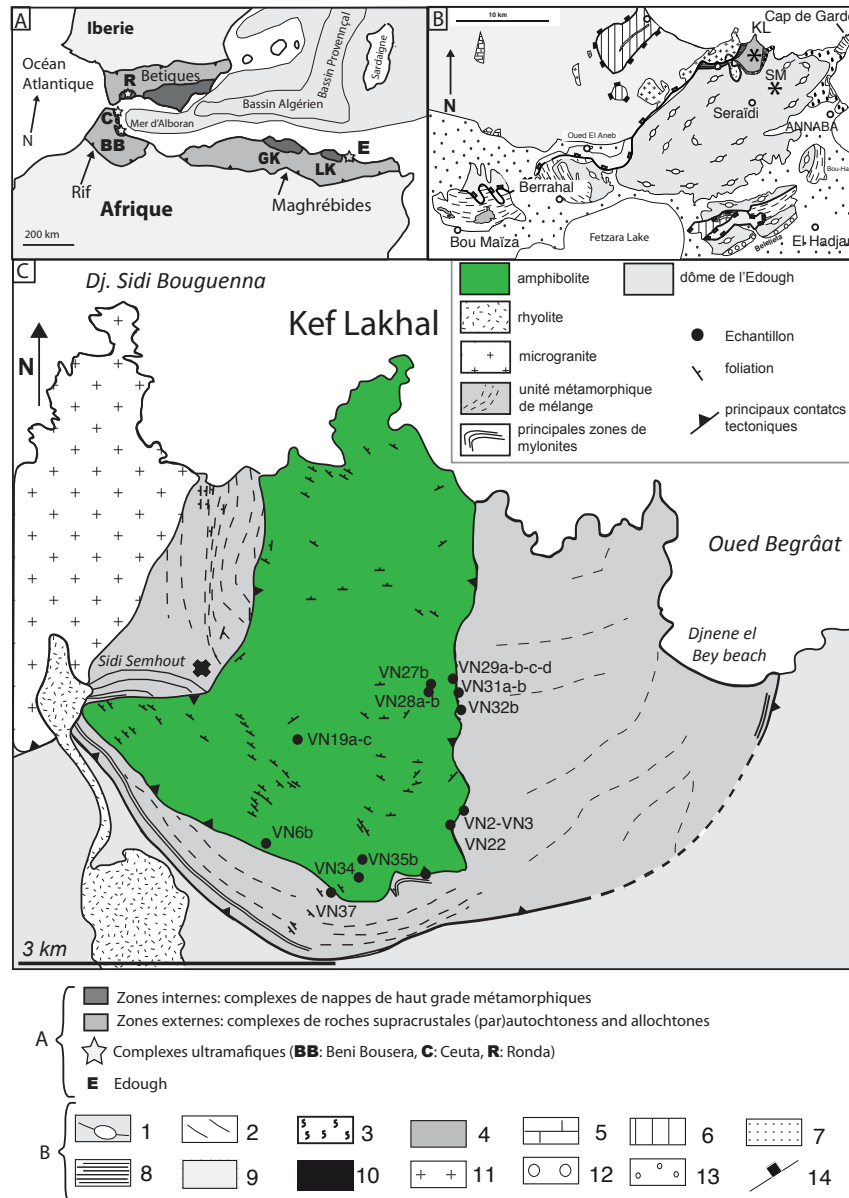 A
Iberie
Océan
Atlantique
N
R
Betiques
Bassin Provençal
Sardaigne
Bassin Algérien
Mer d'Alboran
C
BB
GK
LK
E
Rif
Maghrébides
Afrique
200 km
B
10 km
KL
Cap de Garde
SM
N
Seraïdi
ANNABA
Oued El Aneb
Berrahal
Bou Maïza
Fetzara Lake
Belelieta
El Hadjar
C
Dj. Sidi Bouguenna
Kef Lakhal
N
amphibolite
dôme de l'Edough
rhyolite
microgranite
unité métamorphique
de mélange
principales zones de
mylonites
Echantillon
foliation
principaux contatcs
tectoniques
Oued Begrâat
Djnene el
Bey beach
Sidi Semhout
VN27b
VN28a-b
VN29a-b-c-d
VN31a-b
VN32b
VN19a-c
VN2-VN3
VN22
VN6b
VN35b
VN34
VN37
3 km
A
Zones internes: complexes de nappes de haut grade métamorphiques
Zones externes: complexes de roches supracrustales (par)autochtoness and allochtones
Complexes ultramafiques (BB: Beni Bousera, C: Ceuta, R: Ronda)
E Edough
B
1 2 3 4 5 6 7
8 9 10 11 12 13 14